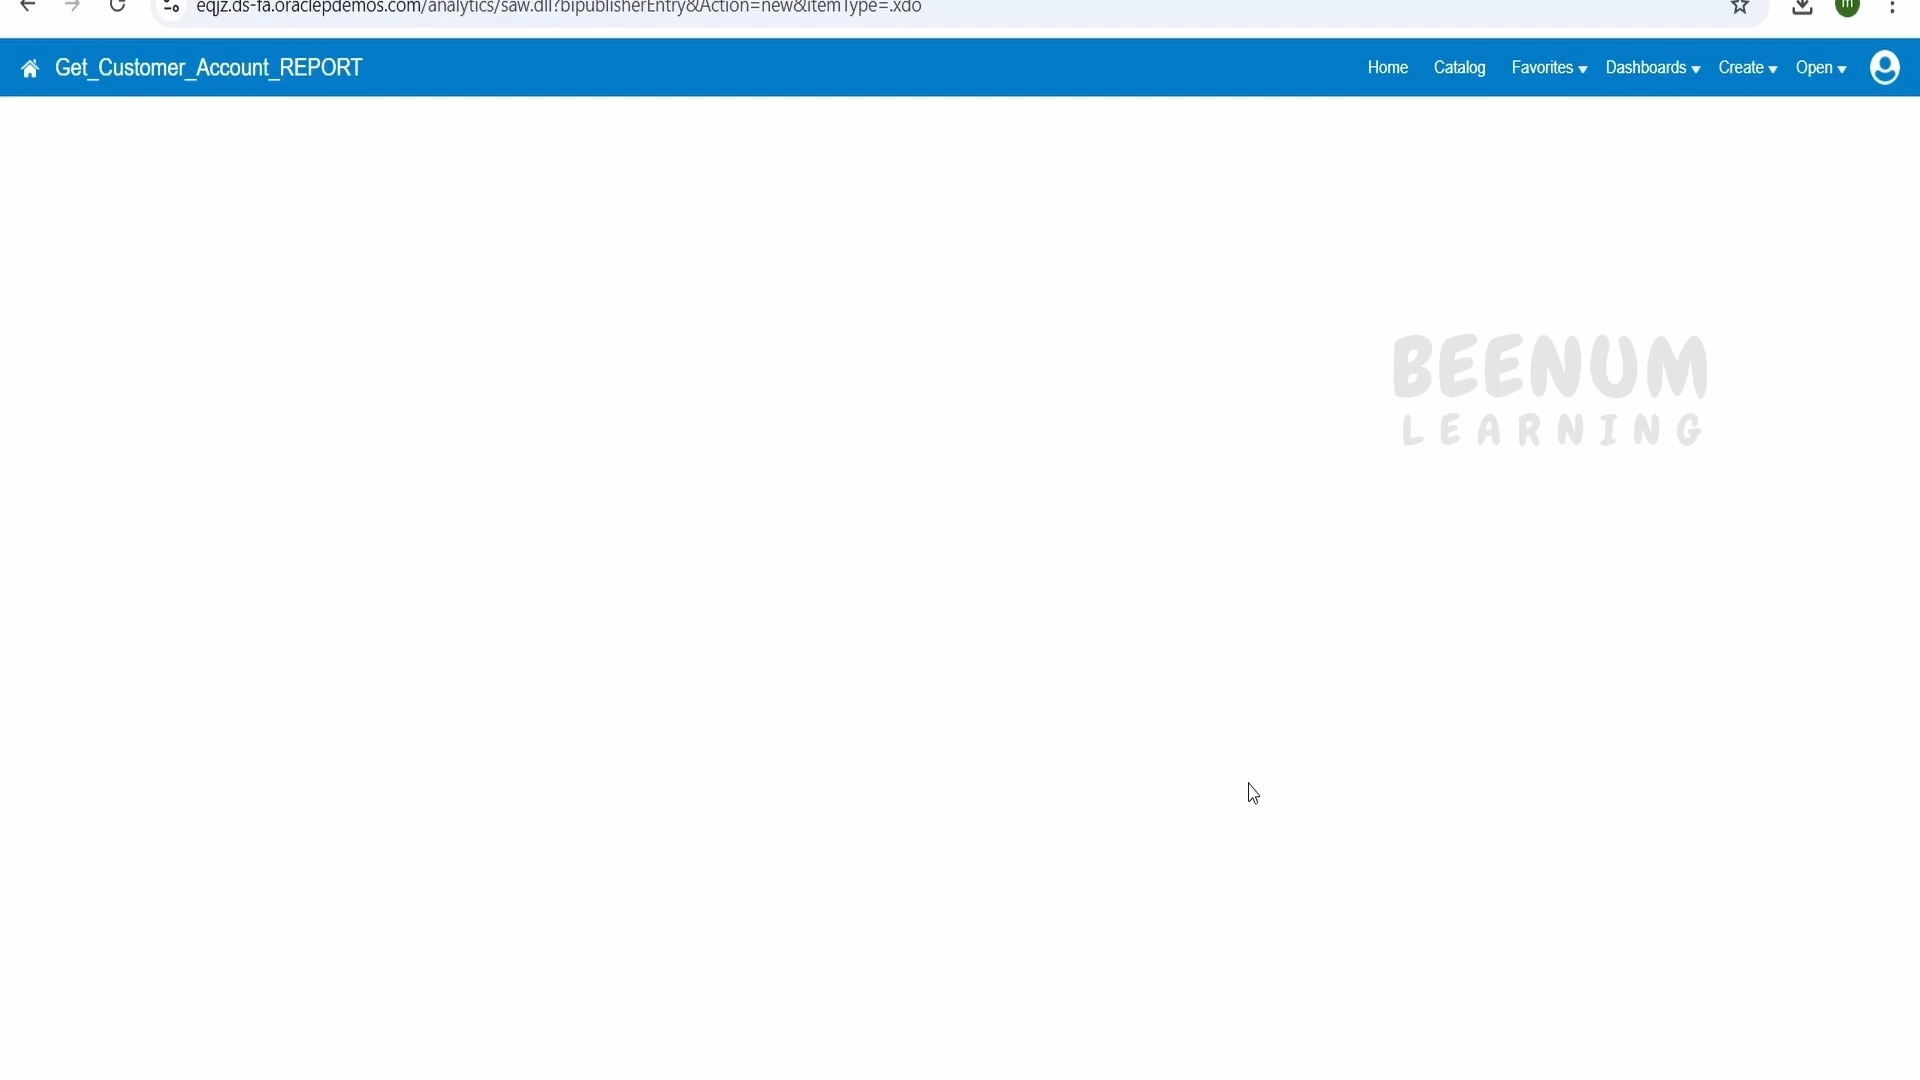 eqjz.ds-fa.oraclepdemos.com/analytics/saw.dll?bipublisherEntry&Action=new&itemType=.xdo
m
Get_Customer_Account_REPORT
Home Catalog Favorites Dashboards Create Open
BEENUM
LEARNING